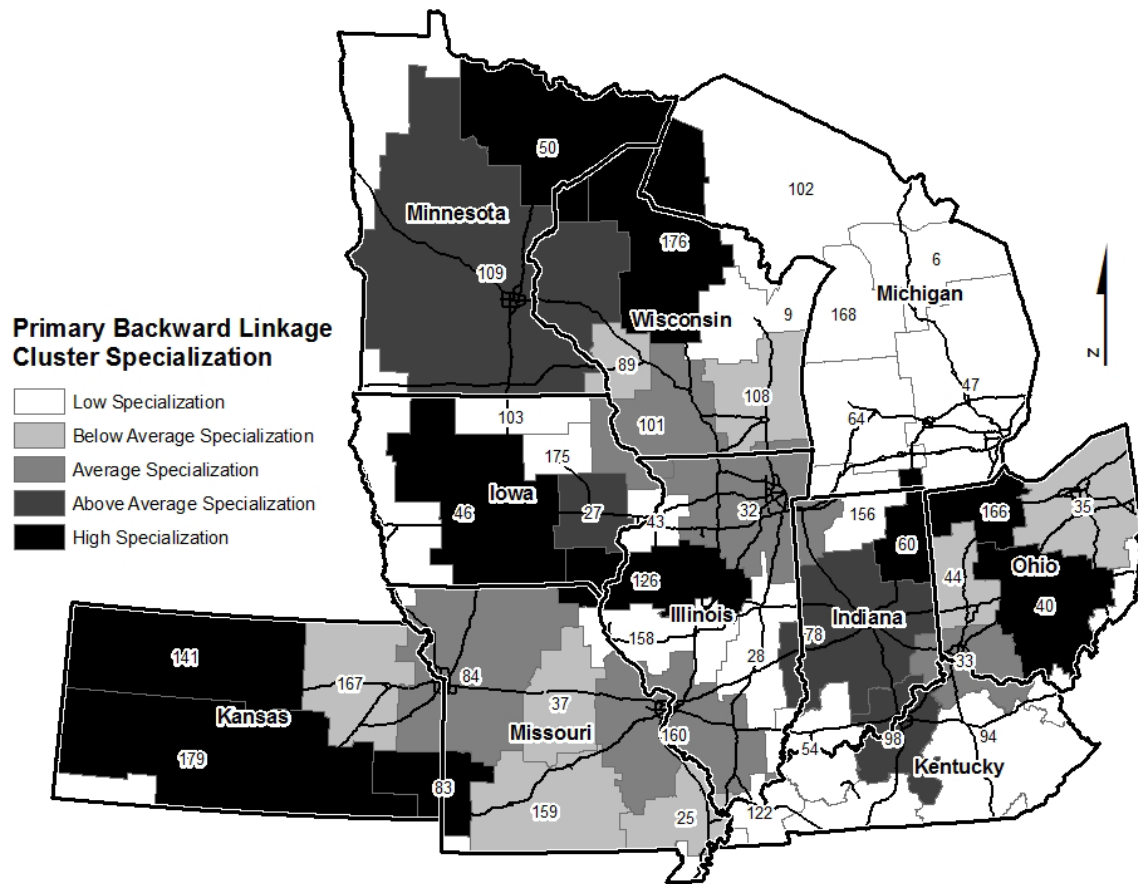 50
102
Minnesota
176
6
109
Michigan
9
168
Wisconsin
Primary Backward Linkage
Cluster Specialization
Z
89
47
108
Low Specialization
103
101
64
Below Average Specialization
175
Average Specialization
Iowa
46
27
43
32
156
166
35
Above Average Specialization
60
High Specialization
126
44
Ohio
Illinois
40
158
78
Indiana
141
28
33
167
84
37
Kansas
Missouri
179
160
54
98
94
Kentucky
83
159
25
122